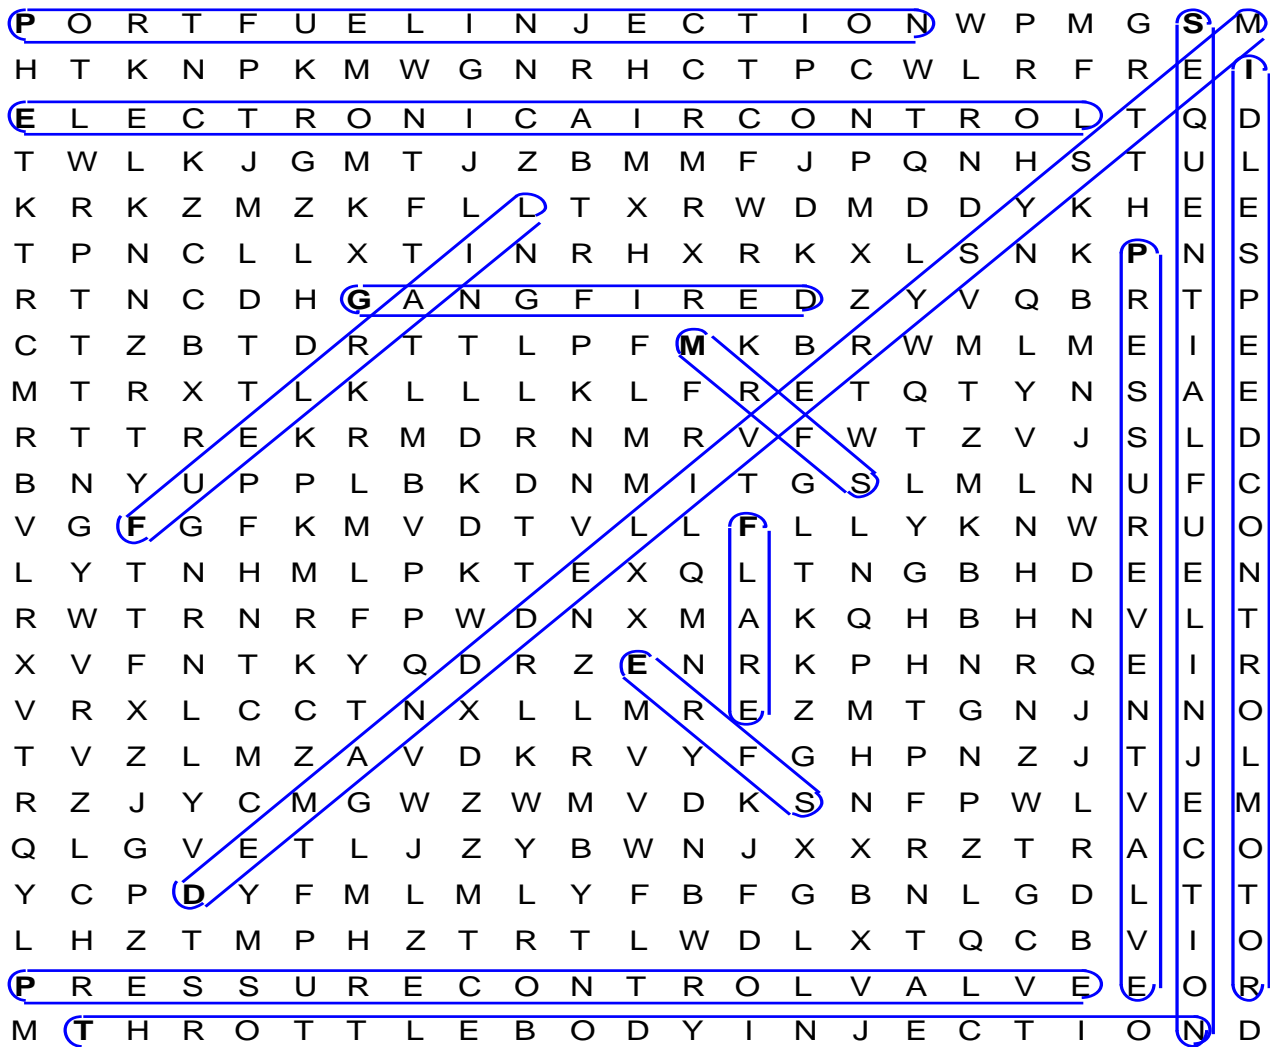 P O R T F U E L I N J E C T I O N W P M G S M
H T K N P K M W G N R H C T P C W L R F R E I
E L E C T R O N I C A I R C O N T R O L T Q D
T W L K J G M T J Z B M M F J P Q N H S T U L
K R K Z M Z K F L L T X R W D M D D Y K H E E
T P N C L L X T I N R H X R K X L S N K P N S
R T N C D H G A N G F I R E D Z Y V Q B R T P
C T Z B T D R T T L P F M K B R W M L M E I E
M T R X T L K L L L K L F R E T Q T Y N S A E
R T T R E K R M D R N M R V F W T Z V J S L D
B N Y U P P L B K D N M I T G S L M L N U F C
V G F G F K M V D T V L L F L L Y K N W R U O
L Y T N H M L P K T E X Q L T N G B H D E E N
R W T R N R F P W D N X M A K Q H B H N V L T
X V F N T K Y Q D R Z E N R K P H N R Q E I R
V R X L C C T N X L L M R E Z M T G N J N N O
T V Z L M Z A V D K R V Y F G H P N Z J T J L
R Z J Y C M G W Z W M V D K S N F P W L V E M
Q L G V E T L J Z Y B W N J X X R Z T R A C O
Y C P D Y F M L M L Y F B F G B N L G D L T T
L H Z T M P H Z T R T L W D L X T Q C B V I O
P R E S S U R E C O N T R O L V A L V E E O R
M T H R O T T L E B O D Y I N J E C T I O N D